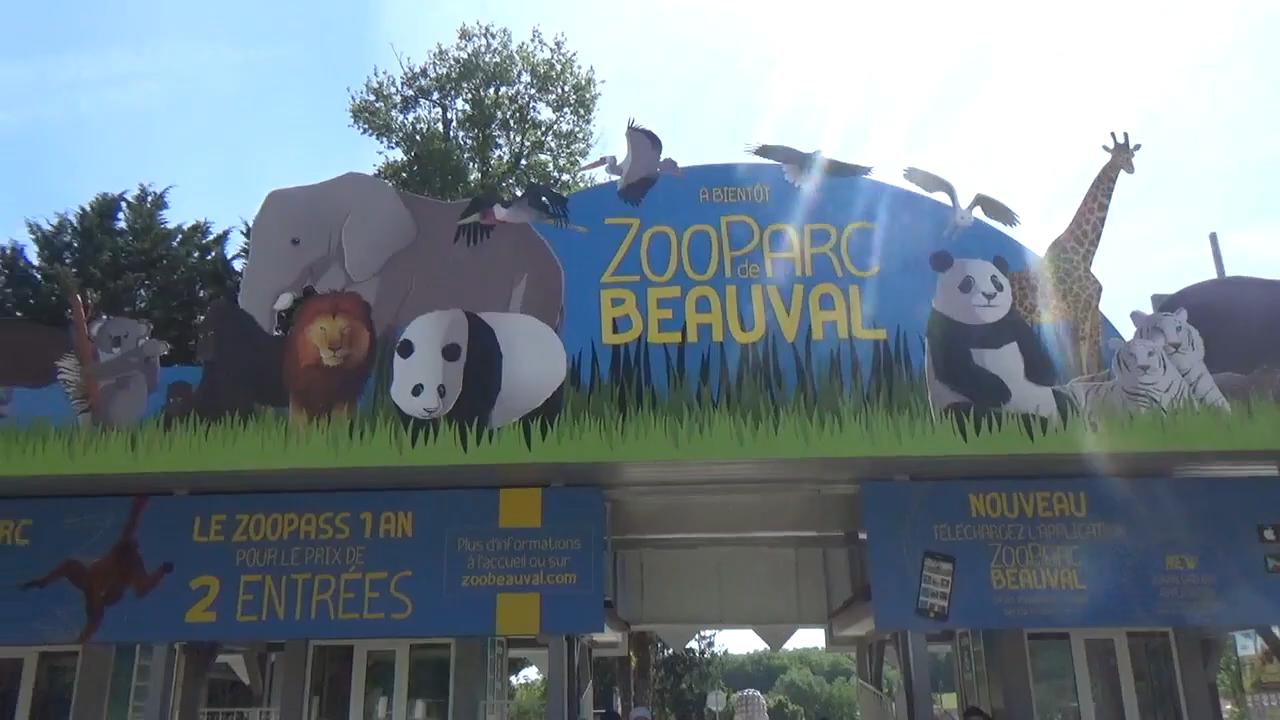 À BIENTÔT
ZOOPARC
de
BEAUVAL
RC
LE ZOOPASS 1 AN
POUR LE PRIX DE
2 ENTRÉES
Plus d'informations
à l'accueil ou sur
zoobeauval.com
NOUVEAU
TÉLÉCHARGEZ L'APPLICATION
ZOOPARC
BEAUVAL
NEW